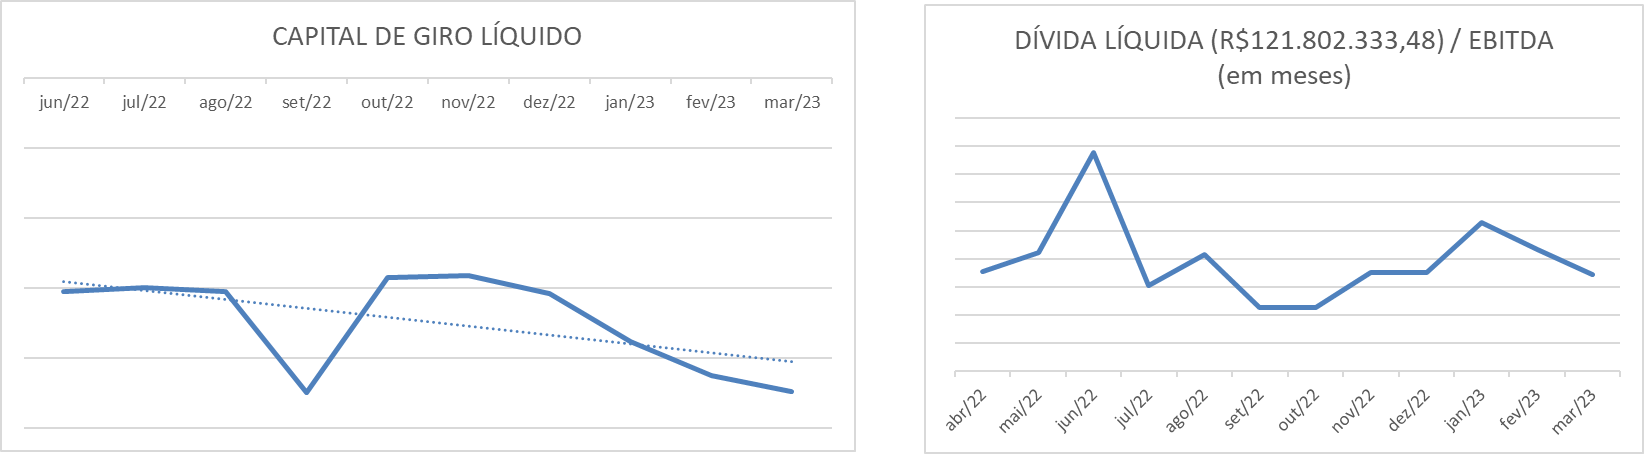 CAPITAL DE GIRO LÍQUIDO
jun/22 jul/22 ago/22 set/22 out/22 nov/22 dez/22 jan/23 fev/23 mar/23
DÍVIDA LÍQUIDA (R$121.802.333,48) / EBITDA
(em meses)
abr/22 mai/22 jun/22 jul/22 ago/22 set/22 out/22 nov/22 dez/22 jan/23 fev/23 mar/23